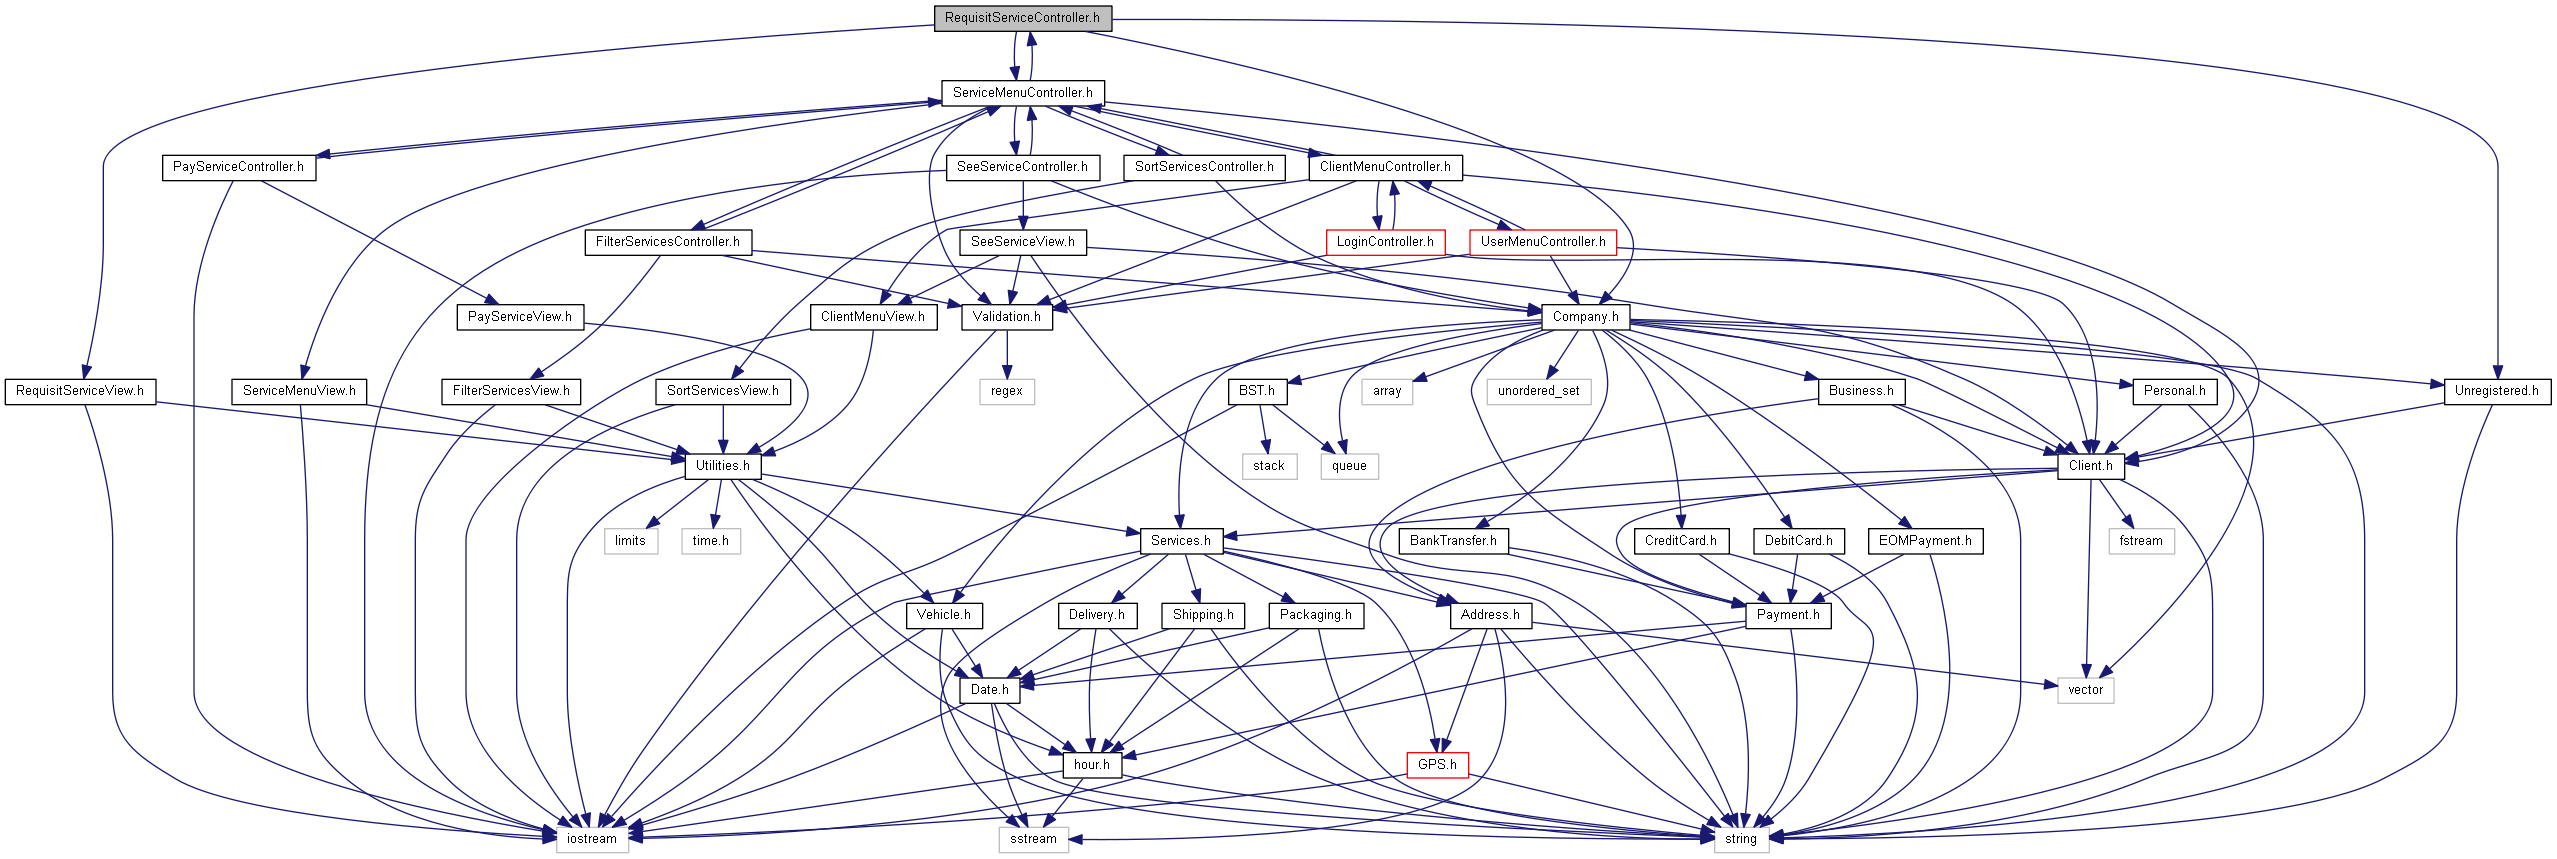 RequisitServiceController.h
ServiceMenuController.h
PayServiceController.h
SeeServiceController.h
SortServicesController.h
ClientMenuController.h
FilterServicesController.h
SeeServiceView.h
LoginController.h
UserMenuController.h
PayServiceView.h
ClientMenuView.h
Validation.h
Company.h
RequisitServiceView.h
ServiceMenuView.h
FilterServicesView.h
SortServicesView.h
regex
BST.h
array
unordered_set
Business.h
Personal.h
Unregistered.h
Utilities.h
stack
queue
Client.h
limits
time.h
Services.h
BankTransfer.h
CreditCard.h
DebitCard.h
EOMPayment.h
fstream
Vehicle.h
Delivery.h
Shipping.h
Packaging.h
Address.h
Payment.h
Date.h
vector
hour.h
GPS.h
iostream
sstream
string